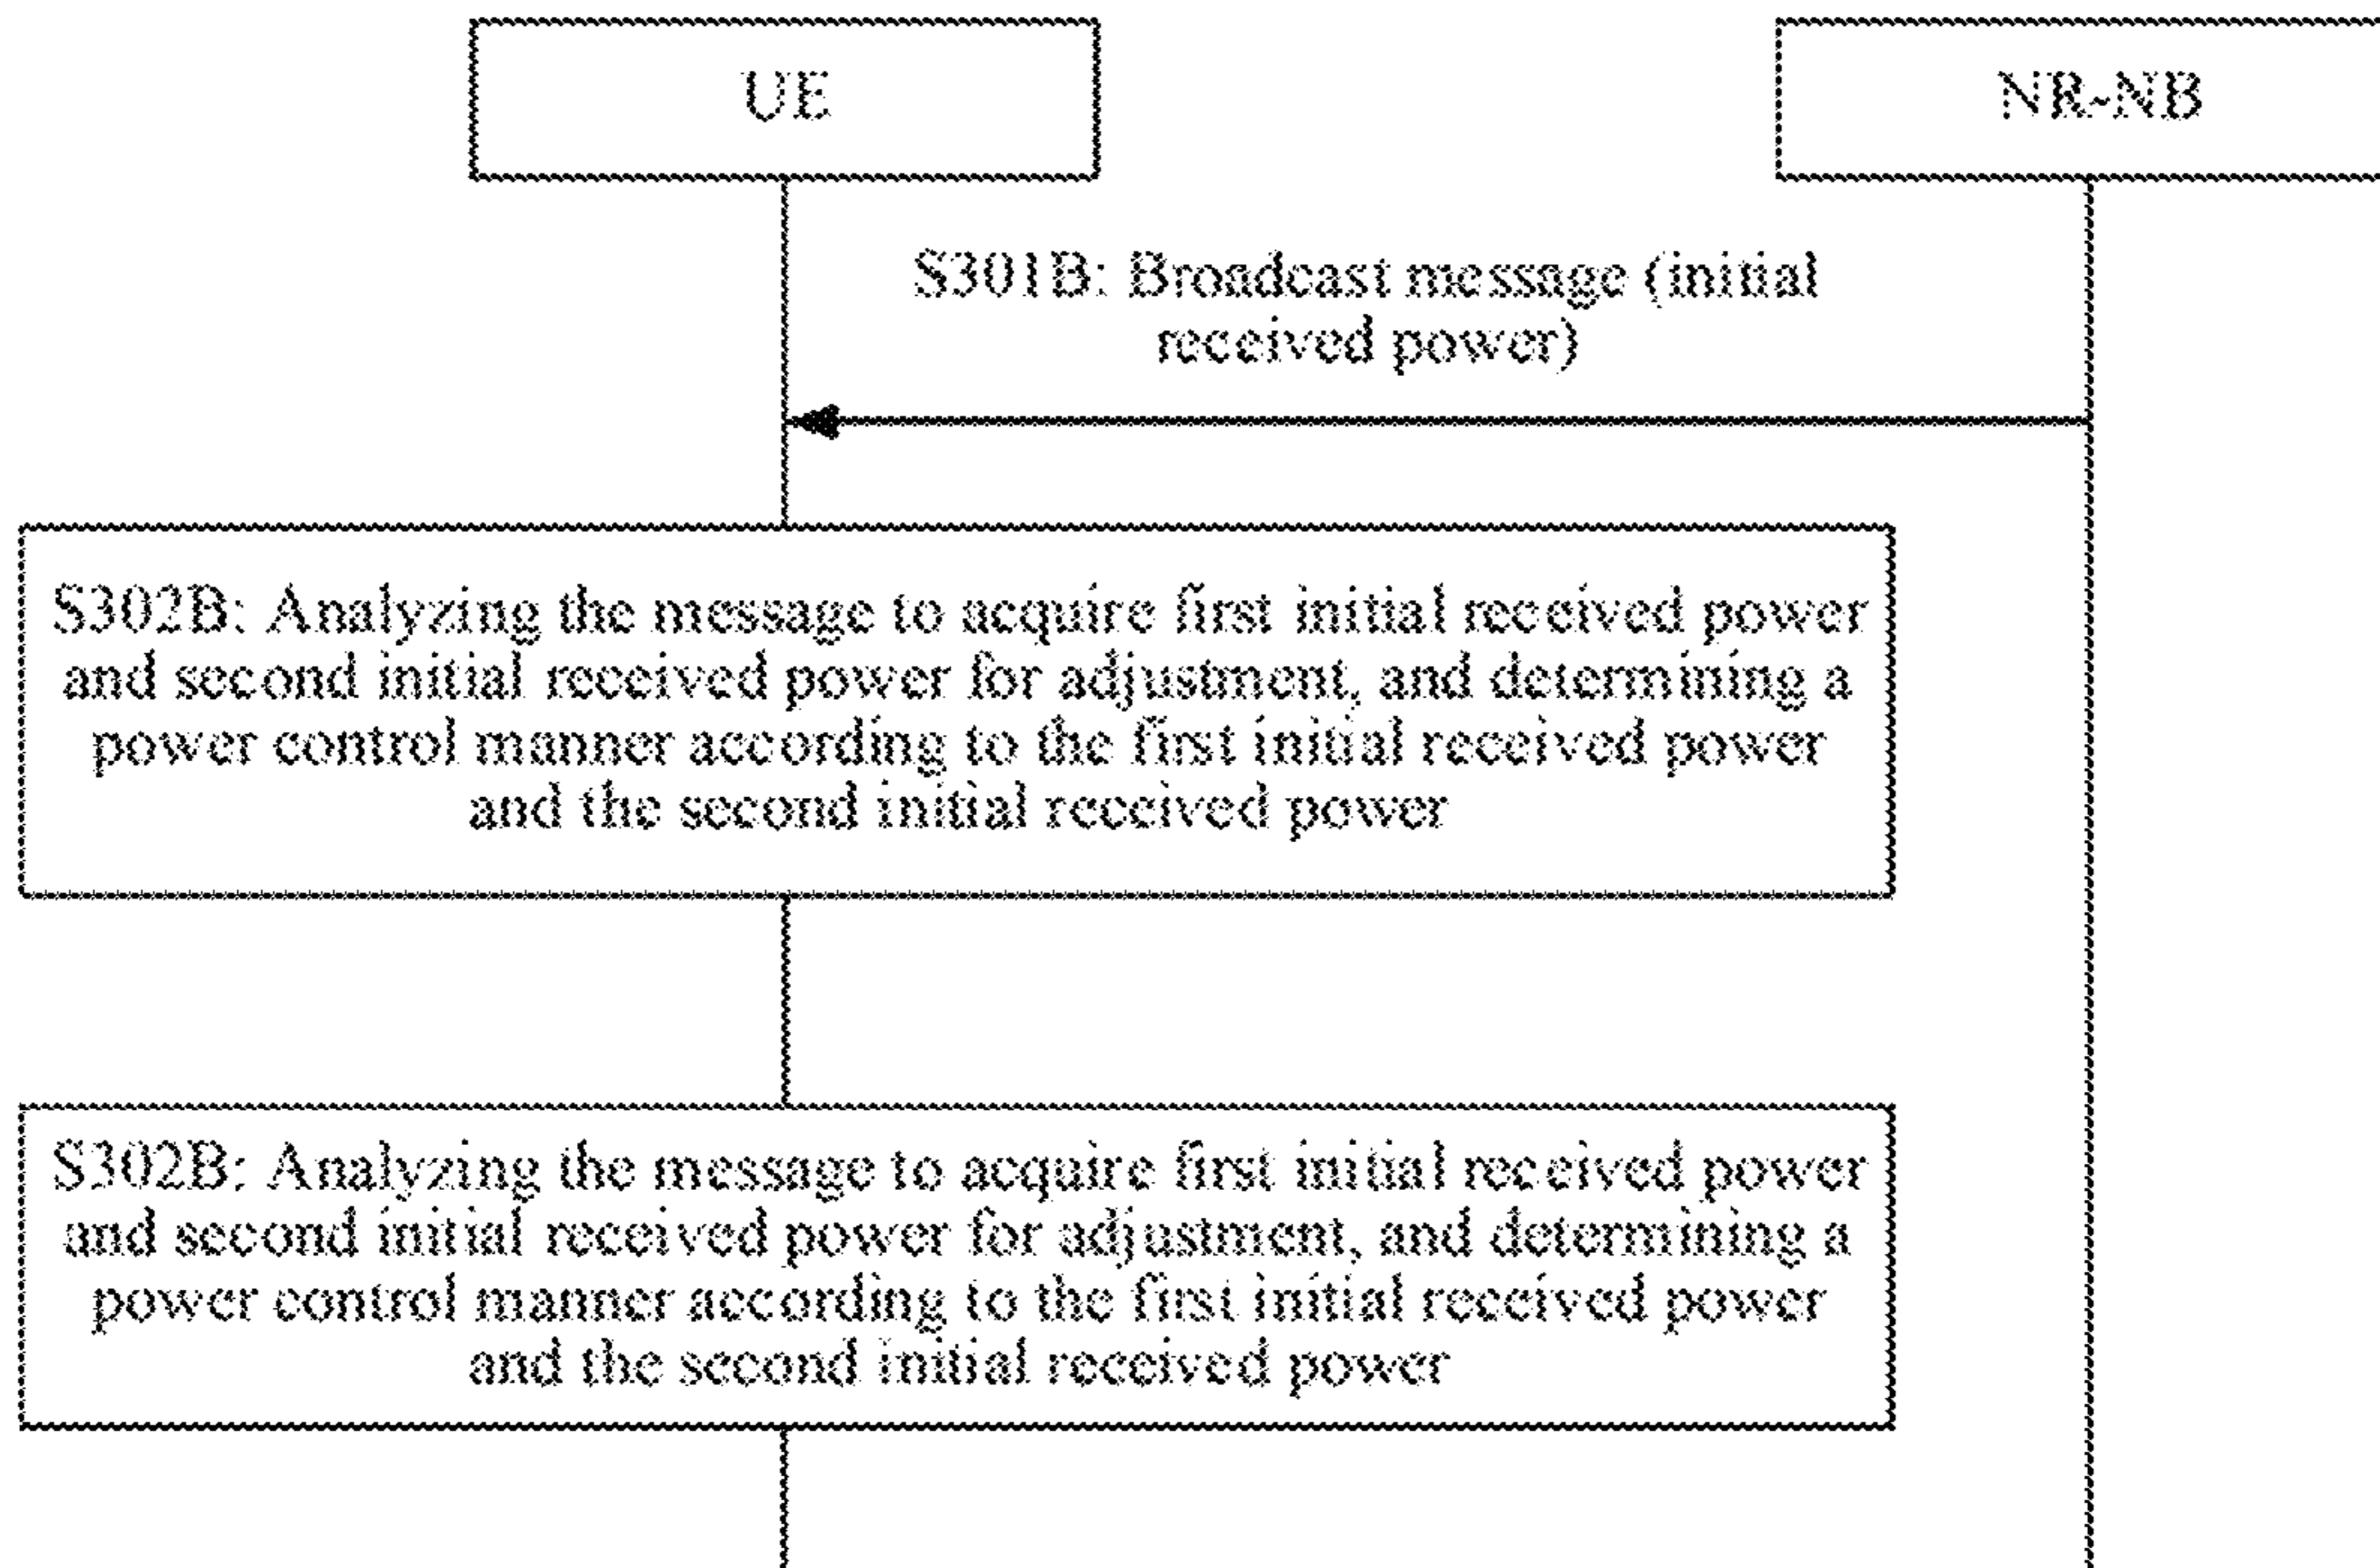 UE
NR-NB
S301B: Broadcast message (initial
received power)
S302B: Analyzing the message to acquire first initial received power
and second initial received power for adjustment, and determining a
power control manner according to the first initial received power
and the second initial received power
S302B: Analyzing the message to acquire first initial received power
and second initial received power for adjustment, and determining a
power control manner according to the first initial received power
and the second initial received power